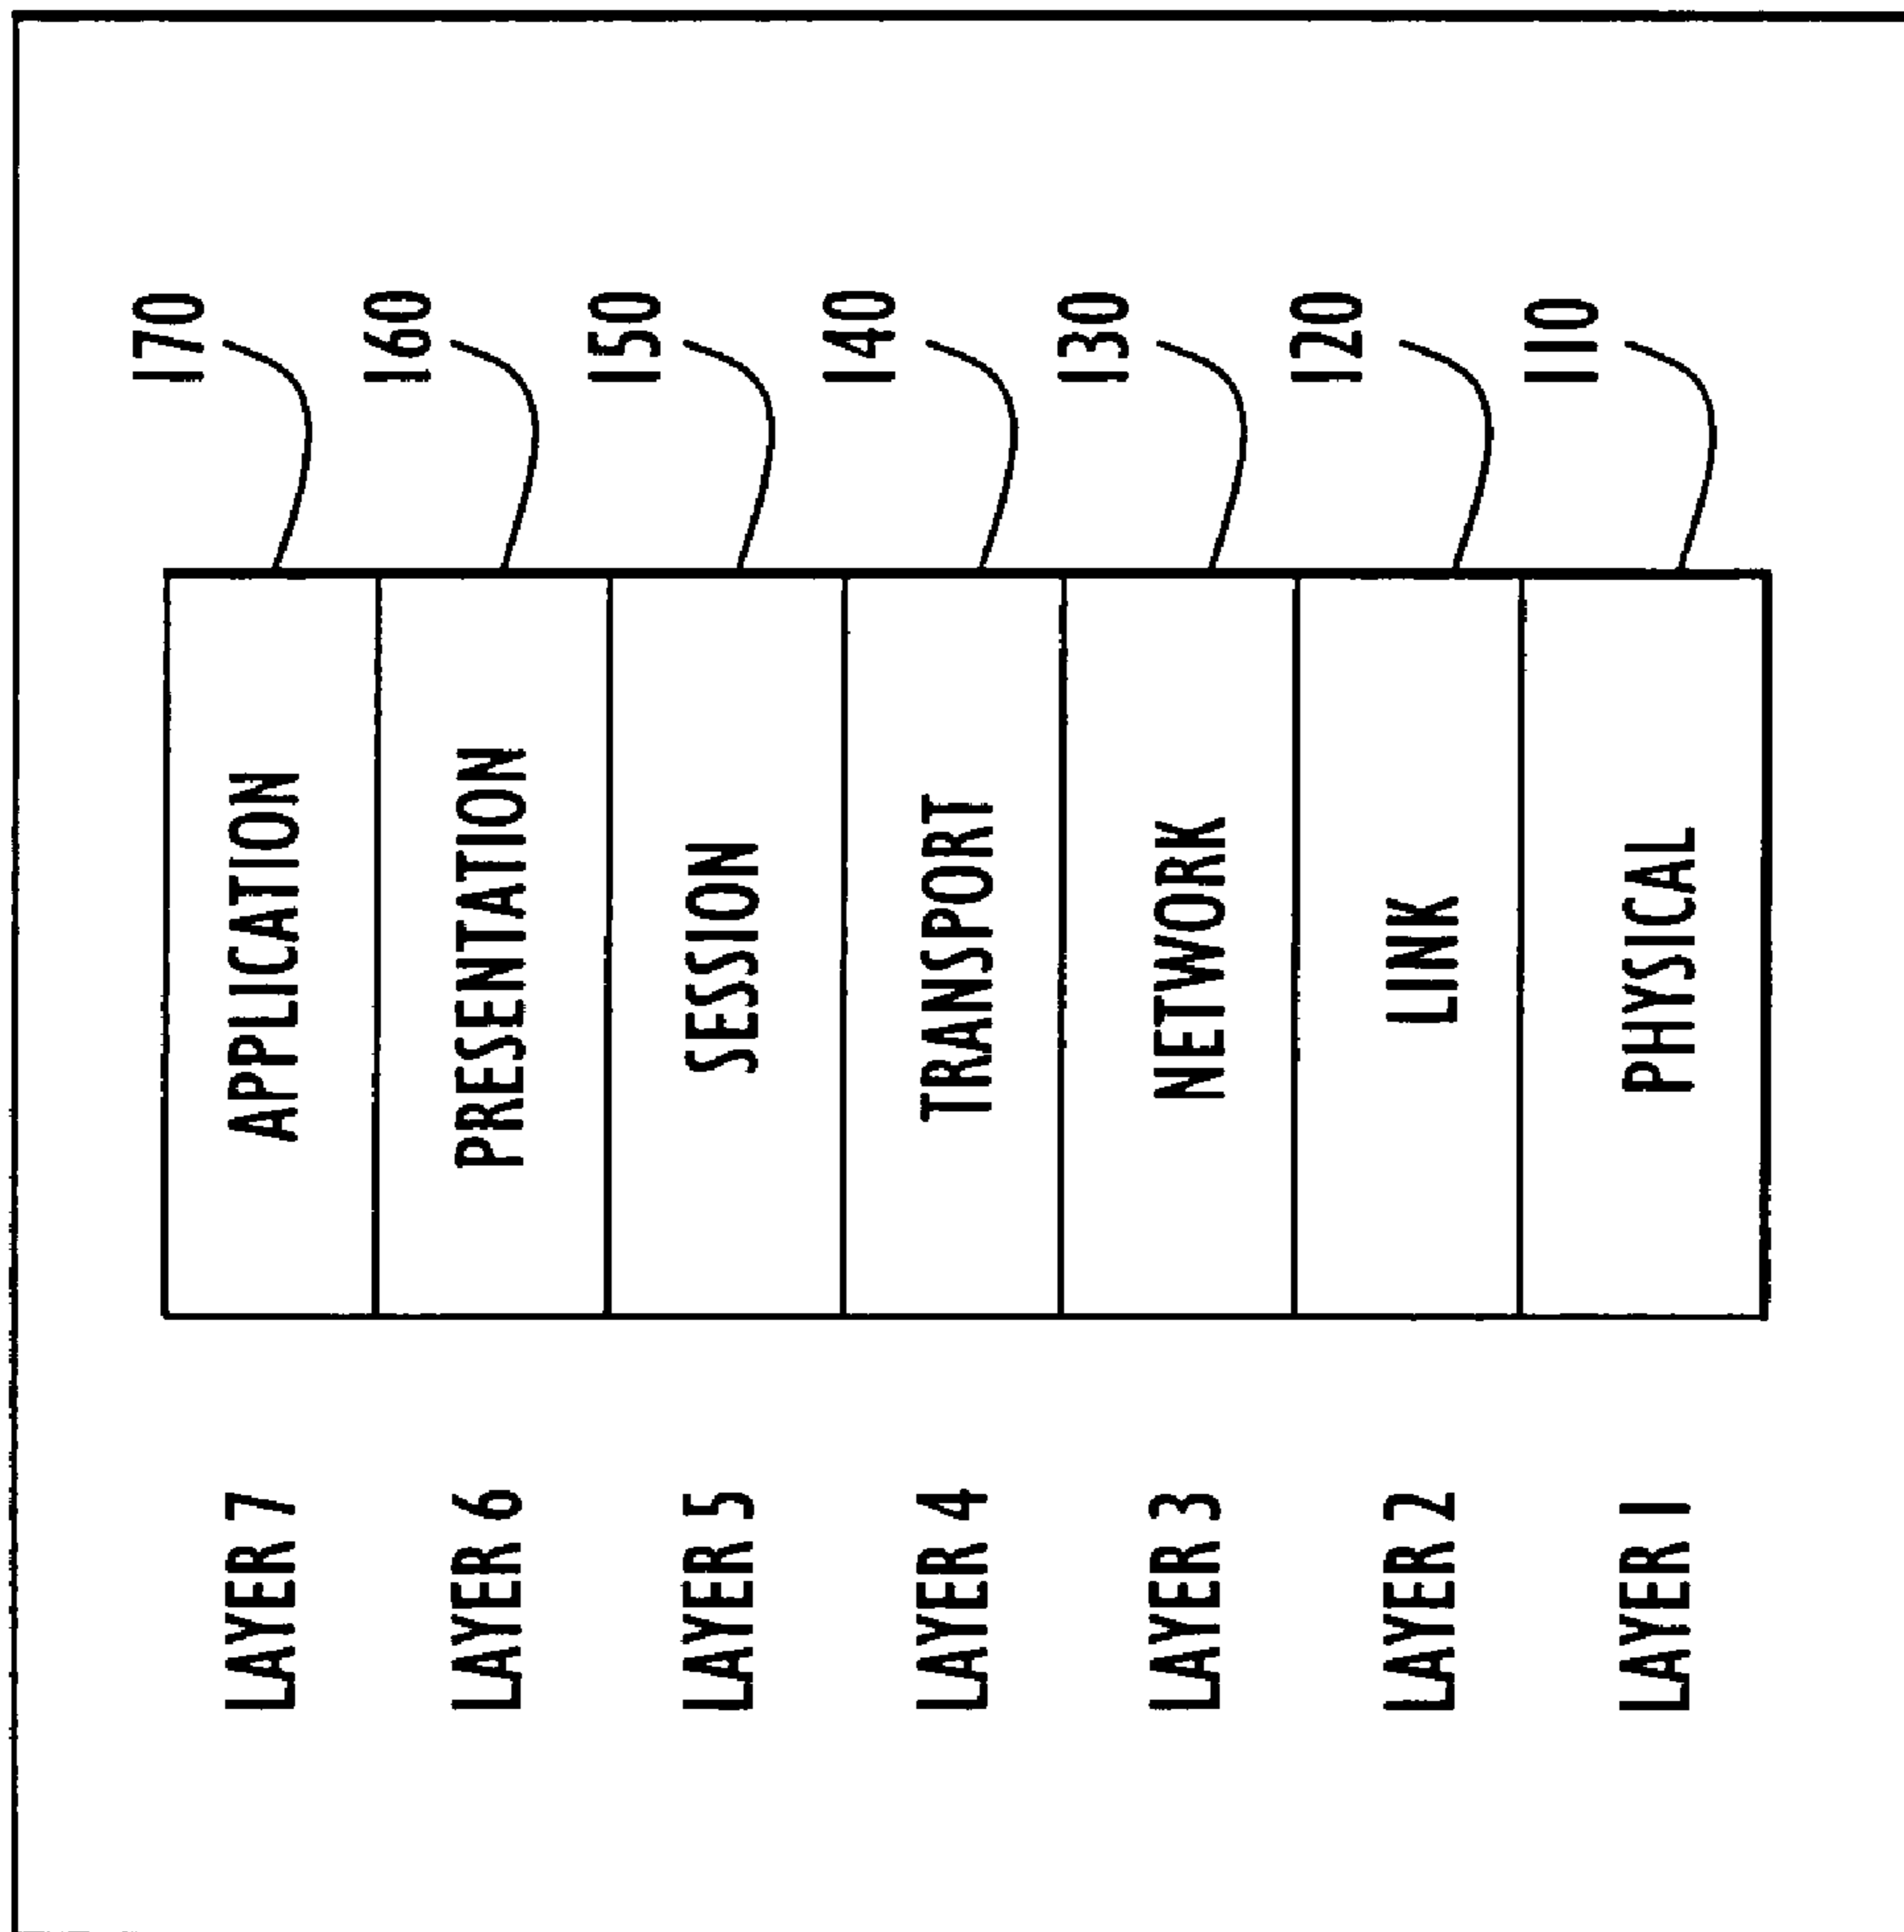 LAYER 7 APPLICATION 170
LAYER 6 PRESENTATION 160
LAYER 5 SESSION 150
LAYER 4 TRANSPORT 140
LAYER 3 NETWORK 130
LAYER 2 LINK 120
LAYER 1 PHYSICAL 110